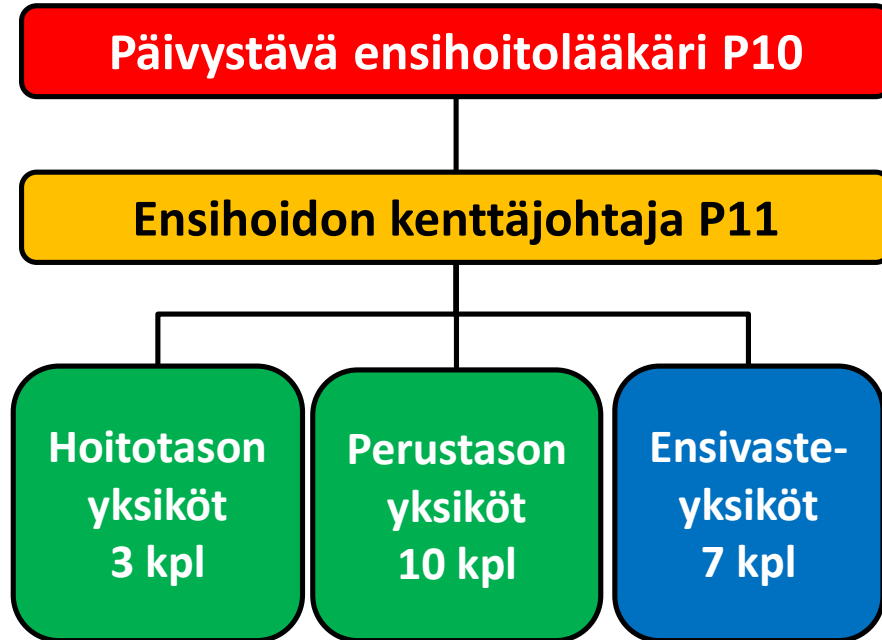 Päivystävä ensihoitolääkäri P10
Ensihoidon kenttäjohtaja P11
Hoitotason
yksiköt
3 kpl
Perustason
yksiköt
10 kpl
Ensivaste-
yksiköt
7 kpl